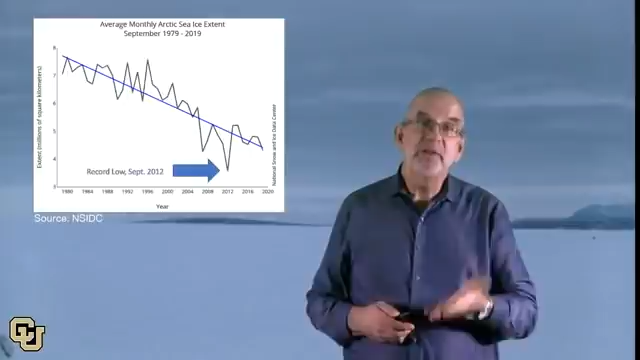 Average Monthly Arctic Sea Ice Extent
September 1979 - 2019
Extent (millions of square kilometers)
8
7
6
5
4
3
Record Low, Sept. 2012
1980 1984 1988 1992 1996 2000 2004 2008 2012 2016 2020
Year
National Snow and Ice Data Center
Source: NSIDC
CU